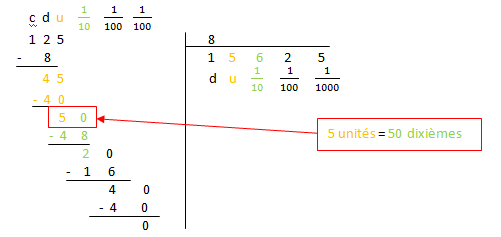 c d u 1/10 1/100 1/100
1 2 5 8
- 8 1 5 6 2 5
4 5 d u 1/10 1/100 1/1000
- 4 0
5 0
5 unités = 50 dixièmes
- 4 8
2 0
- 1 6
4 0
- 4 0
0